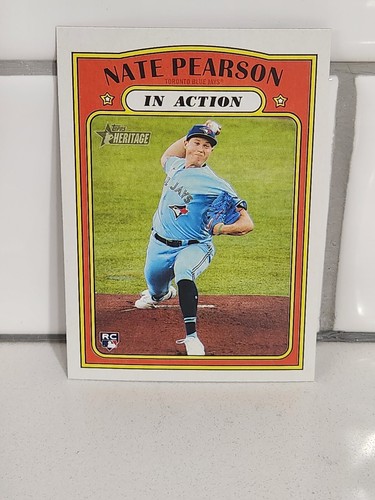 NATE PEARSON
TORONTO BLUE JAYS
IN ACTION
Topps
HERITAGE
JAYS
RC